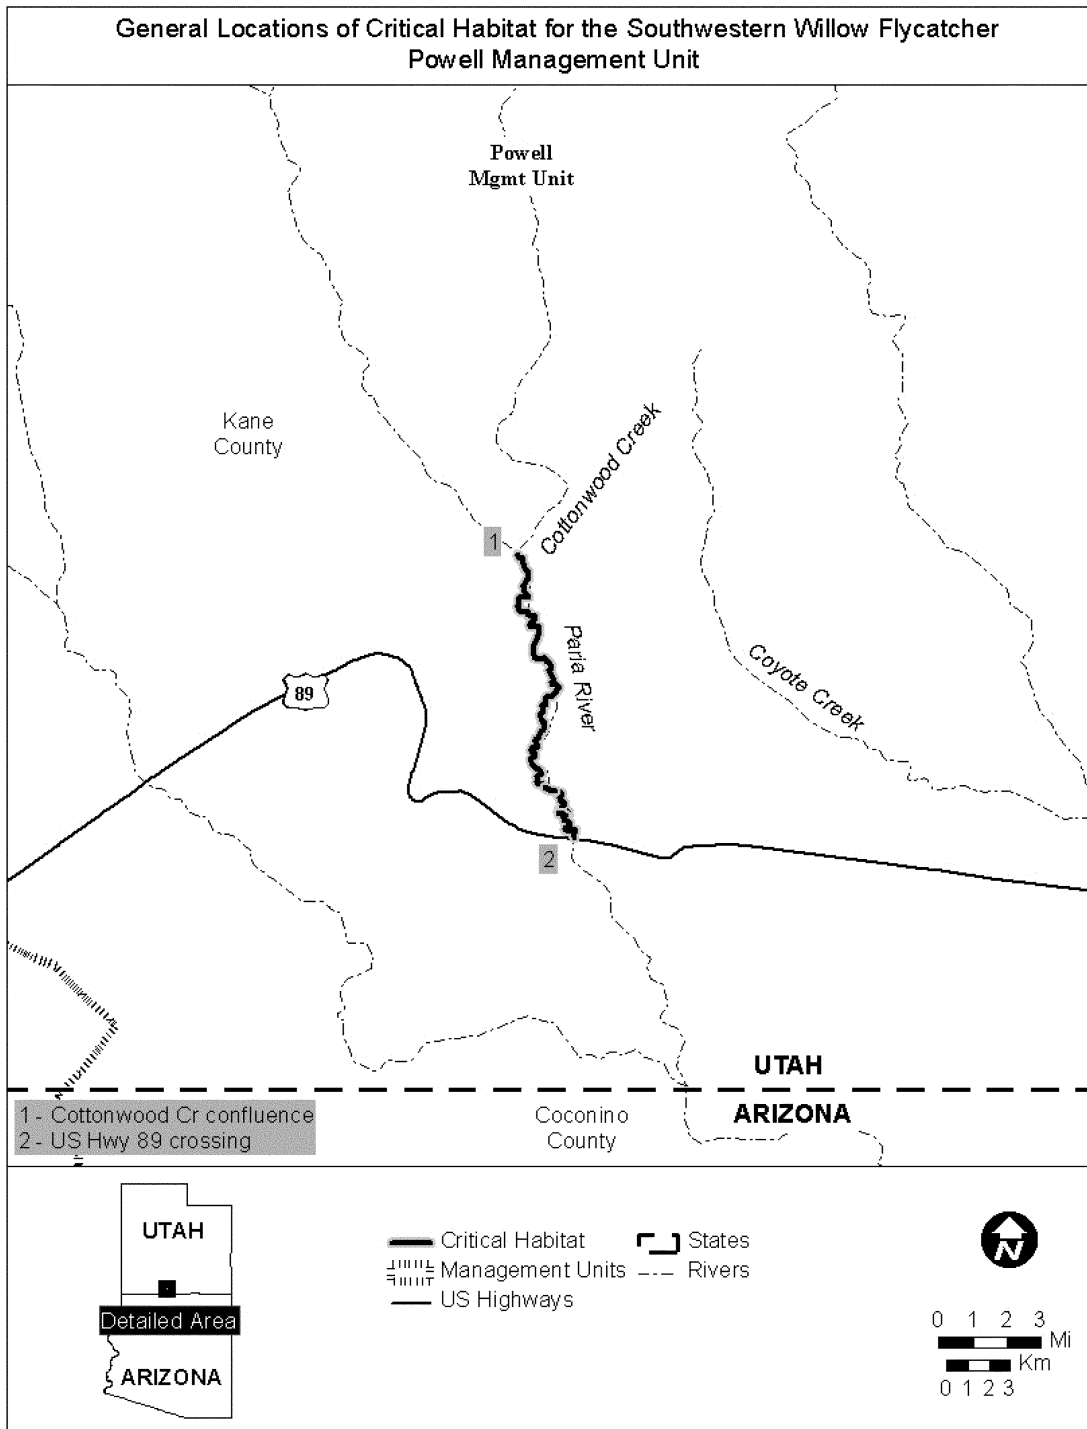 General Locations of Critical Habitat for the Southwestern Willow Flycatcher
Powell Management Unit
Powell
Mgmt Unit
Kane
County
Cottonwood Creek
1
Paria River
Coyote Creek
89
2
UTAH
ARIZONA
Coconino
County
1 - Cottonwood Cr confluence
2 - US Hwy 89 crossing
UTAH
Detailed Area
ARIZONA
Critical Habitat
Management Units
US Highways
States
Rivers
N
0 1 2 3
Mi
Km
0 1 2 3